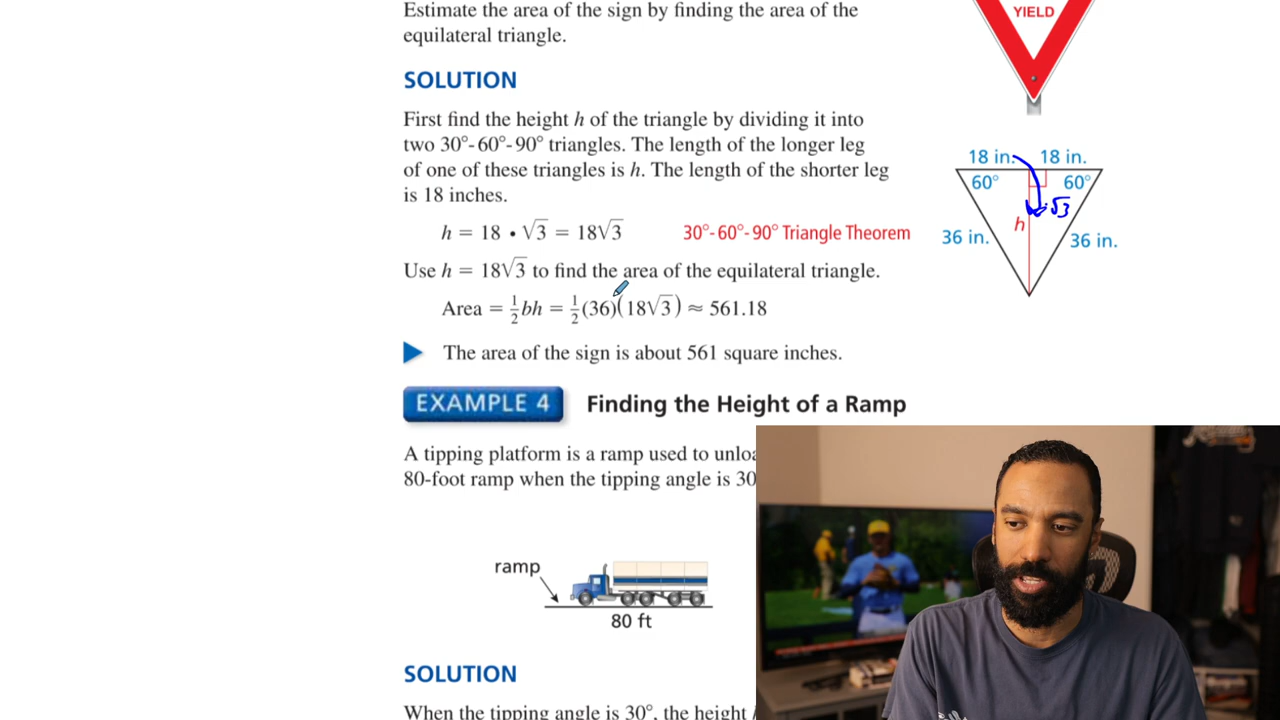 Estimate the area of the sign by finding the area of the
equilateral triangle.
YIELD
SOLUTION
First find the height h of the triangle by dividing it into
two 30°-60°-90° triangles. The length of the longer leg
of one of these triangles is h. The length of the shorter leg
is 18 inches.
18 in. 18 in.
60° 60°
·√3
h
36 in. 36 in.
h = 18 • √3 = 18√3 30°-60°-90° Triangle Theorem
Use h = 18√3 to find the area of the equilateral triangle.
Area = 1/2 bh = 1/2 (36)(18√3) ≈ 561.18
The area of the sign is about 561 square inches.
EXAMPLE 4 Finding the Height of a Ramp
A tipping platform is a ramp used to unloa
80-foot ramp when the tipping angle is 30
ramp
80 ft
SOLUTION
When the tipping angle is 30°, the height